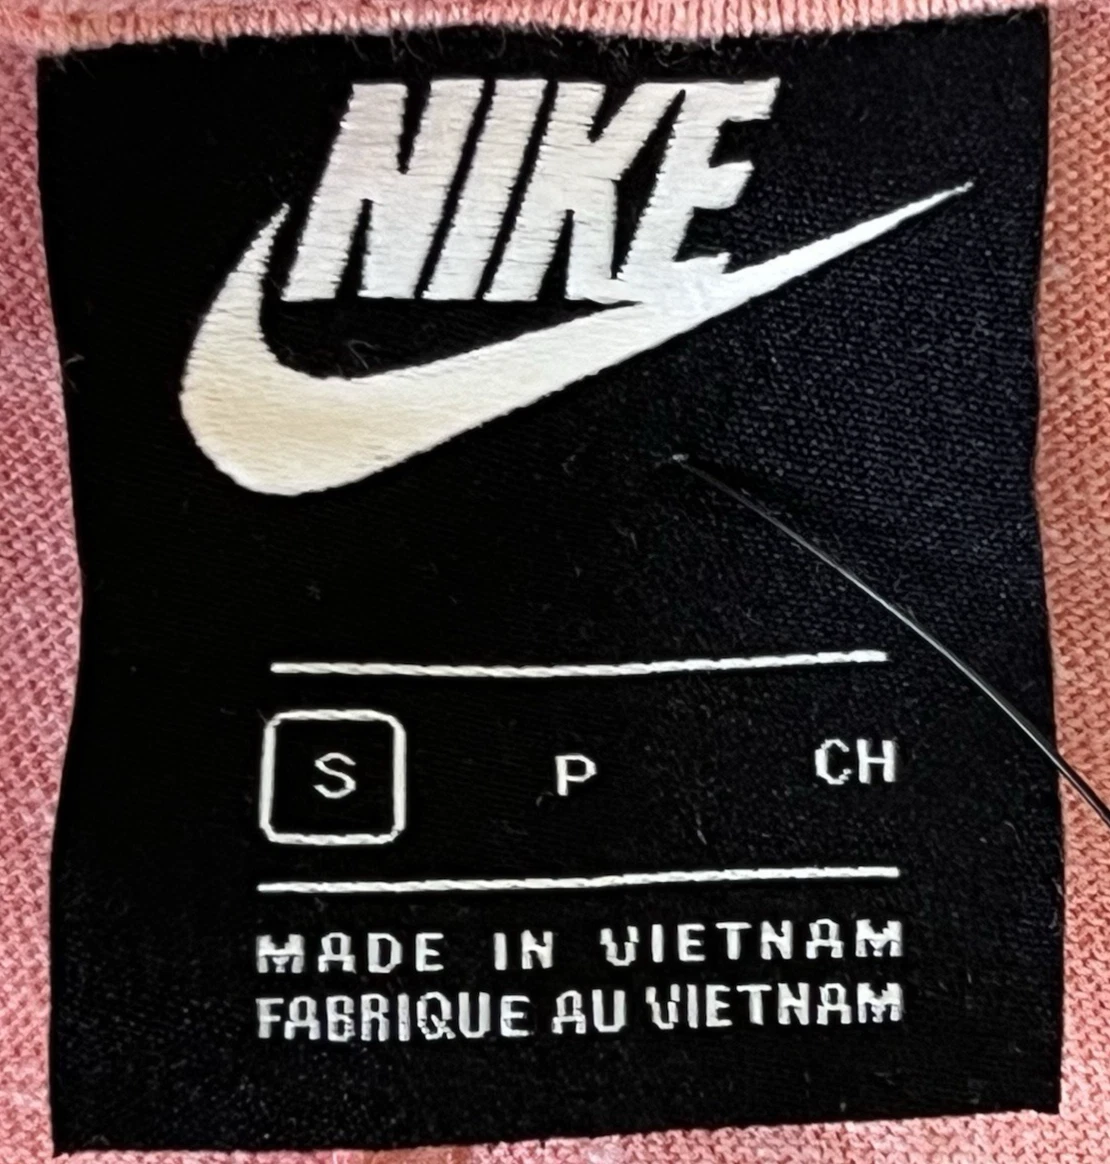 NIKE
S P CH
MADE IN VIETNAM
FABRIQUE AU VIETNAM